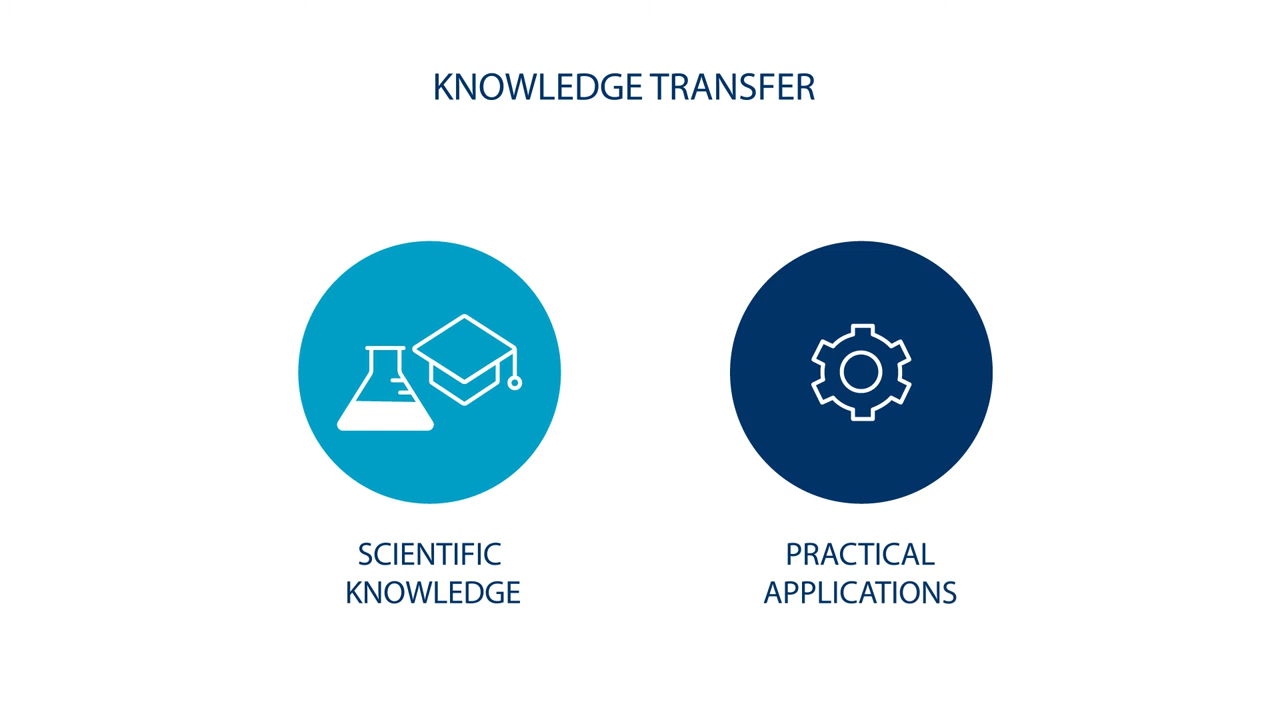 KNOWLEDGE TRANSFER
SCIENTIFIC
KNOWLEDGE
PRACTICAL
APPLICATIONS